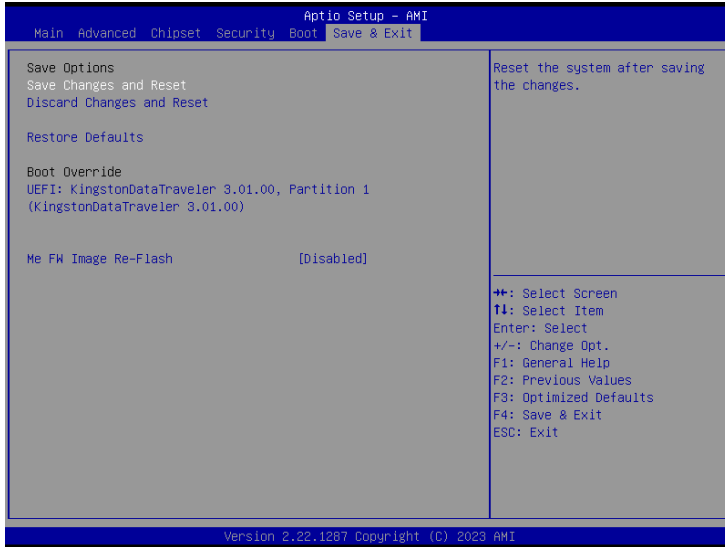 Aptio Setup – AMI
Main Advanced Chipset Security Boot Save & Exit
Save Options
Save Changes and Reset
Discard Changes and Reset
Restore Defaults
Boot Override
UEFI: KingstonDataTraveler 3.01.00, Partition 1
(KingstonDataTraveler 3.01.00)
Me FW Image Re-Flash [Disabled]
Reset the system after saving
the changes.
→←: Select Screen
↑↓: Select Item
Enter: Select
+/-: Change Opt.
F1: General Help
F2: Previous Values
F3: Optimized Defaults
F4: Save & Exit
ESC: Exit
Version 2.22.1287 Copyright (C) 2023 AMI